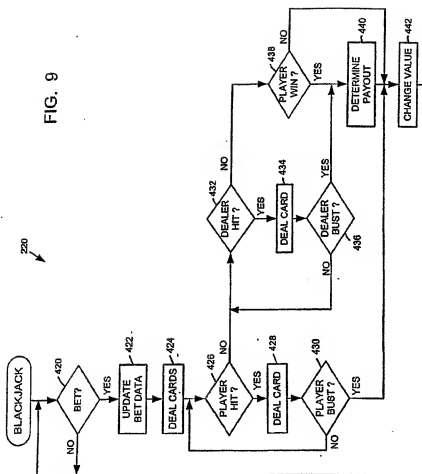 FIG. 9
220
BLACKJACK
420
BET?
NO
YES
422
UPDATE
BET DATA
424
DEAL CARDS
426
PLAYER
HIT?
NO
YES
428
DEAL CARD
430
PLAYER
BUST?
NO
YES
432
DEALER
HIT?
NO
YES
434
DEAL CARD
DEALER
BUST?
436
NO
YES
438
PLAYER
WIN?
NO
YES
440
DETERMINE
PAYOUT
442
CHANGE VALUE